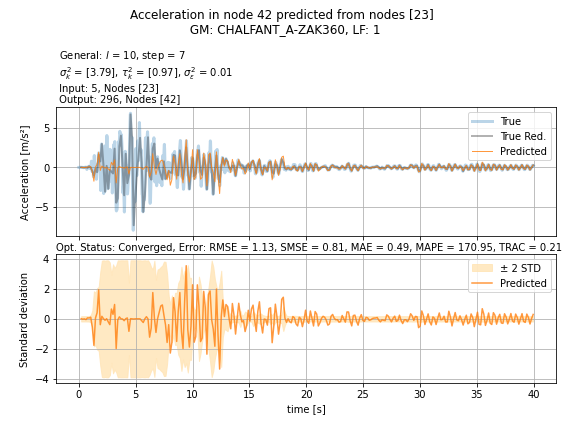 Acceleration in node 42 predicted from nodes [23]
GM: CHALFANT_A-ZAK360, LF: 1
General: l = 10, step = 7
σ²ₖ = [3.79], τ²ₖ = [0.97], σ²ₑ = 0.01
Input: 5, Nodes [23]
Output: 296, Nodes [42]
Acceleration [m/s²]
5
0
−5
True
True Red.
Predicted
Opt. Status: Converged, Error: RMSE = 1.13, SMSE = 0.81, MAE = 0.49, MAPE = 170.95, TRAC = 0.21
Standard deviation
4
2
0
−2
−4
± 2 STD
Predicted
0 5 10 15 20 25 30 35 40
time [s]